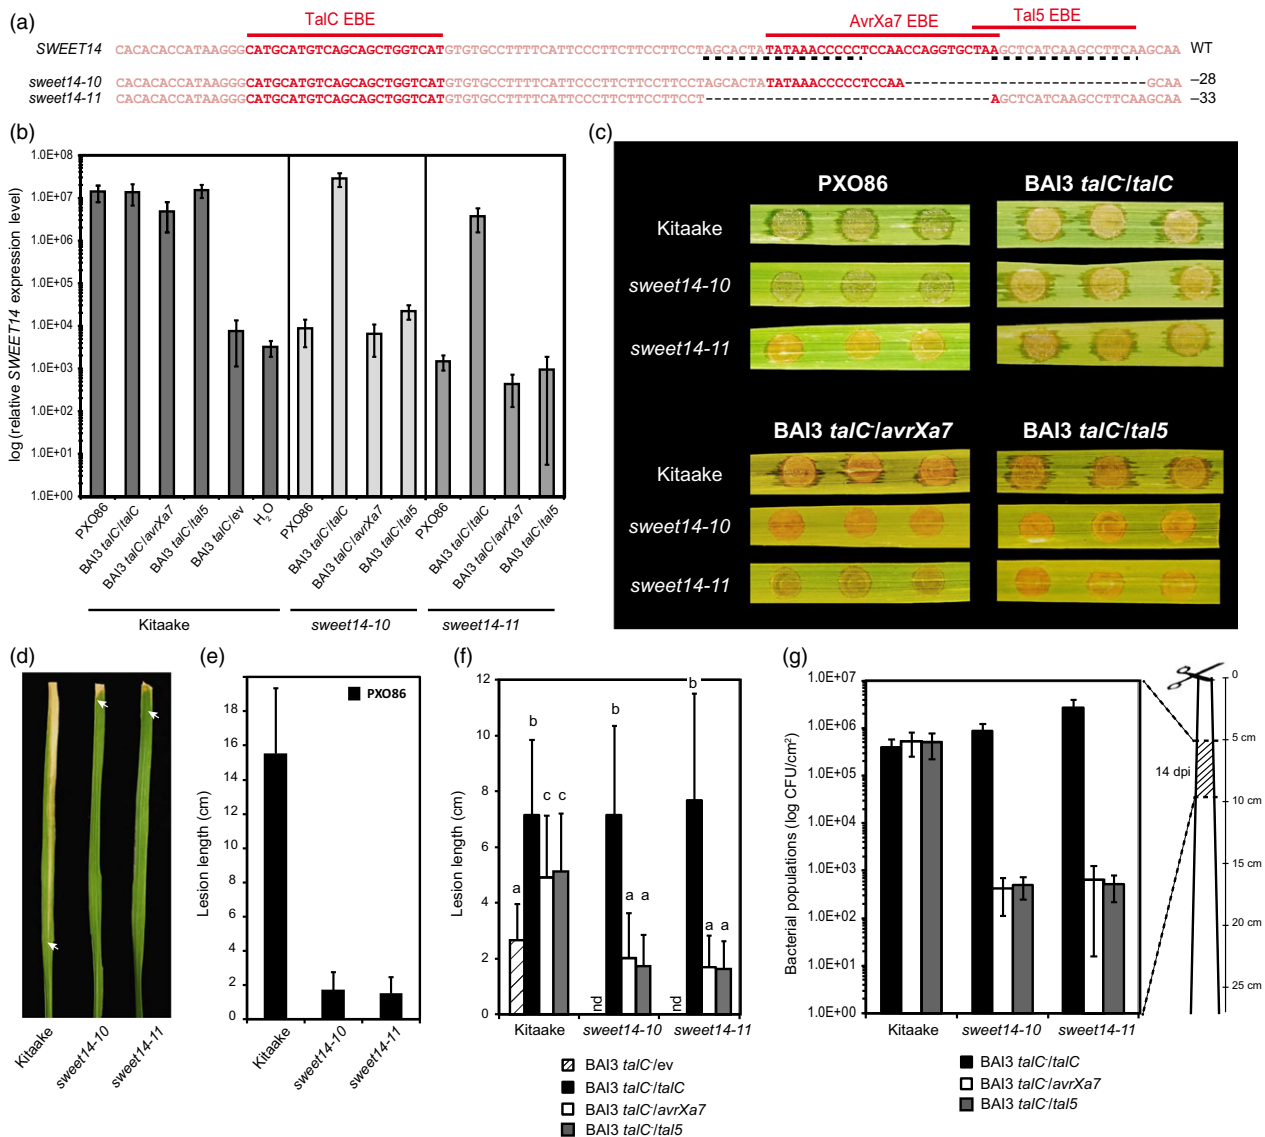 (a)
TalC EBE
AvrXa7 EBE
Tal5 EBE
SWEET14 CACACACCATAAGGGCATGCATGTCAGCAGCTGGTCATGTGTGCCTTTTCATTCCCTTCTTCCTTCCTAGCACTATATAAACCCCCTCCAACCAGGTGCTAAGCTCATCAAGCCTTCAAGCAA WT
sweet14-10 CACACACCATAAGGGCATGCATGTCAGCAGCTGGTCATGTGTGCCTTTTCATTCCCTTCTTCCTTCCTAGCACTATATAAACCCCCTCCAA----------------------------GCAA –28
sweet14-11 CACACACCATAAGGGCATGCATGTCAGCAGCTGGTCATGTGTGCCTTTTCATTCCCTTCTTCCTTCCT---------------------------------AGCTCATCAAGCCTTCAAGCAA –33
(b)
log (relative SWEET14 expression level)
1.0E+08
1.0E+07
1.0E+06
1.0E+05
1.0E+04
1.0E+03
1.0E+02
1.0E+01
1.0E+00
PXO86
BAI3 talC-/talC
BAI3 talC-/avrXa7
BAI3 talC-/tal5
BAI3 talC-/ev
H2O
PXO86
BAI3 talC-/talC
BAI3 talC-/avrXa7
BAI3 talC-/tal5
PXO86
BAI3 talC-/talC
BAI3 talC-/avrXa7
BAI3 talC-/tal5
Kitaake
sweet14-10
sweet14-11
(c)
PXO86
BAI3 talC-/talC
Kitaake
sweet14-10
sweet14-11
BAI3 talC-/avrXa7
BAI3 talC-/tal5
Kitaake
sweet14-10
sweet14-11
(d)
Kitaake
sweet14-10
sweet14-11
(e)
Lesion length (cm)
18
16
14
12
10
8
6
4
2
0
PXO86
Kitaake
sweet14-10
sweet14-11
(f)
Lesion length (cm)
12
10
8
6
4
2
0
a
b
c
c
nd
b
a
a
nd
b
a
a
Kitaake
sweet14-10
sweet14-11
BAI3 talC-/ev
BAI3 talC-/talC
BAI3 talC-/avrXa7
BAI3 talC-/tal5
(g)
Bacterial populations (log CFU/cm2)
1.0E+07
1.0E+06
1.0E+05
1.0E+04
1.0E+03
1.0E+02
1.0E+01
1.0E+00
Kitaake
sweet14-10
sweet14-11
BAI3 talC-/talC
BAI3 talC-/avrXa7
BAI3 talC-/tal5
14 dpi
0
5 cm
10 cm
15 cm
20 cm
25 cm